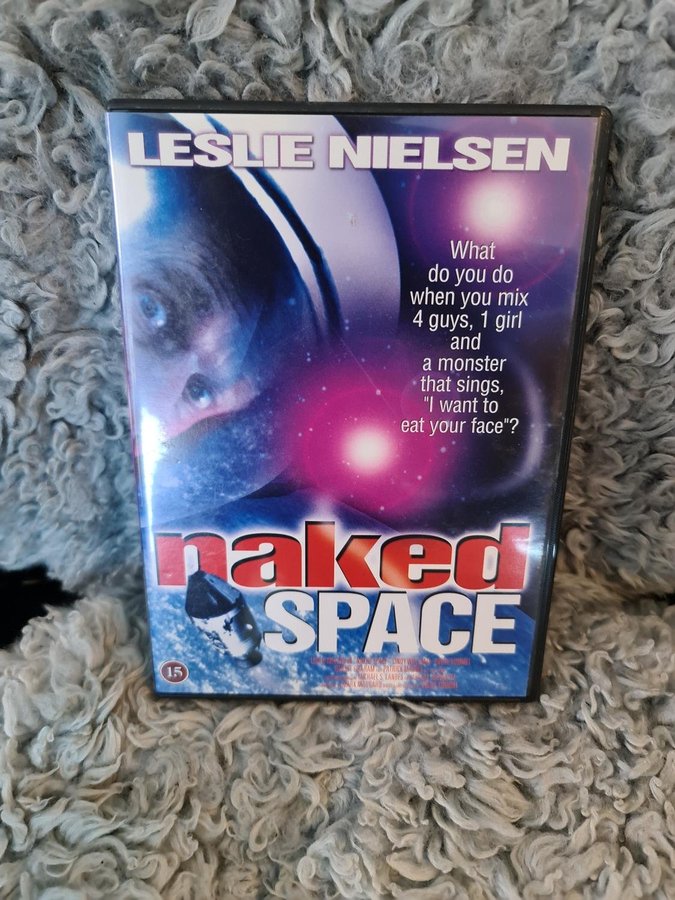 LESLIE NIELSEN
What
do you do
when you mix
4 guys, 1 girl
and
a monster
that sings,
"I want to
eat your face"?
naked
SPACE
15